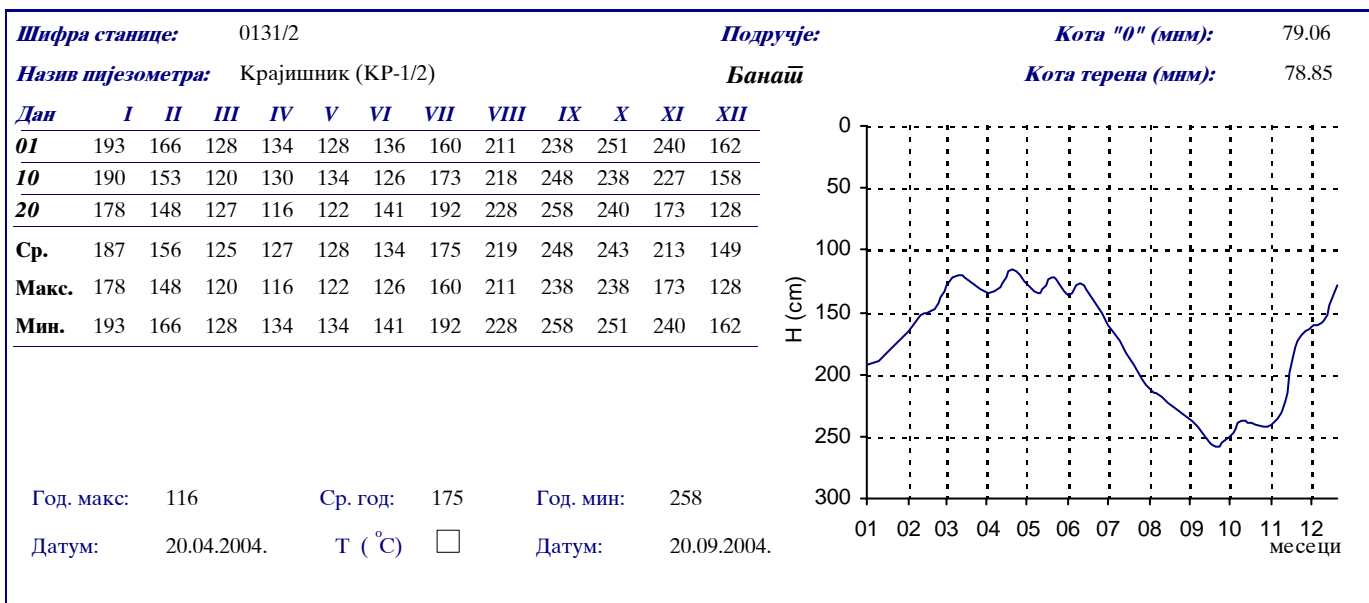 Шифра станице: 0131/2 Подручје: Кота "0" (мнм): 79.06
Назив пијезометра: Крајишник (КР-1/2) Банат Кота терена (мнм): 78.85
Дан I II III IV V VI VII VIII IX X XI XII
01 193 166 128 134 128 136 160 211 238 251 240 162
10 190 153 120 130 134 126 173 218 248 238 227 158
20 178 148 127 116 122 141 192 228 258 240 173 128
Ср. 187 156 125 127 128 134 175 219 248 243 213 149
Макс. 178 148 120 116 122 126 160 211 238 238 173 128
Мин. 193 166 128 134 134 141 192 228 258 251 240 162
Год. макс: 116 Ср. год: 175 Год. мин: 258
Датум: 20.04.2004. Т (°C) Датум: 20.09.2004.
0
50
100
150
200
250
300
H (cm)
01 02 03 04 05 06 07 08 09 10 11 12
месеци